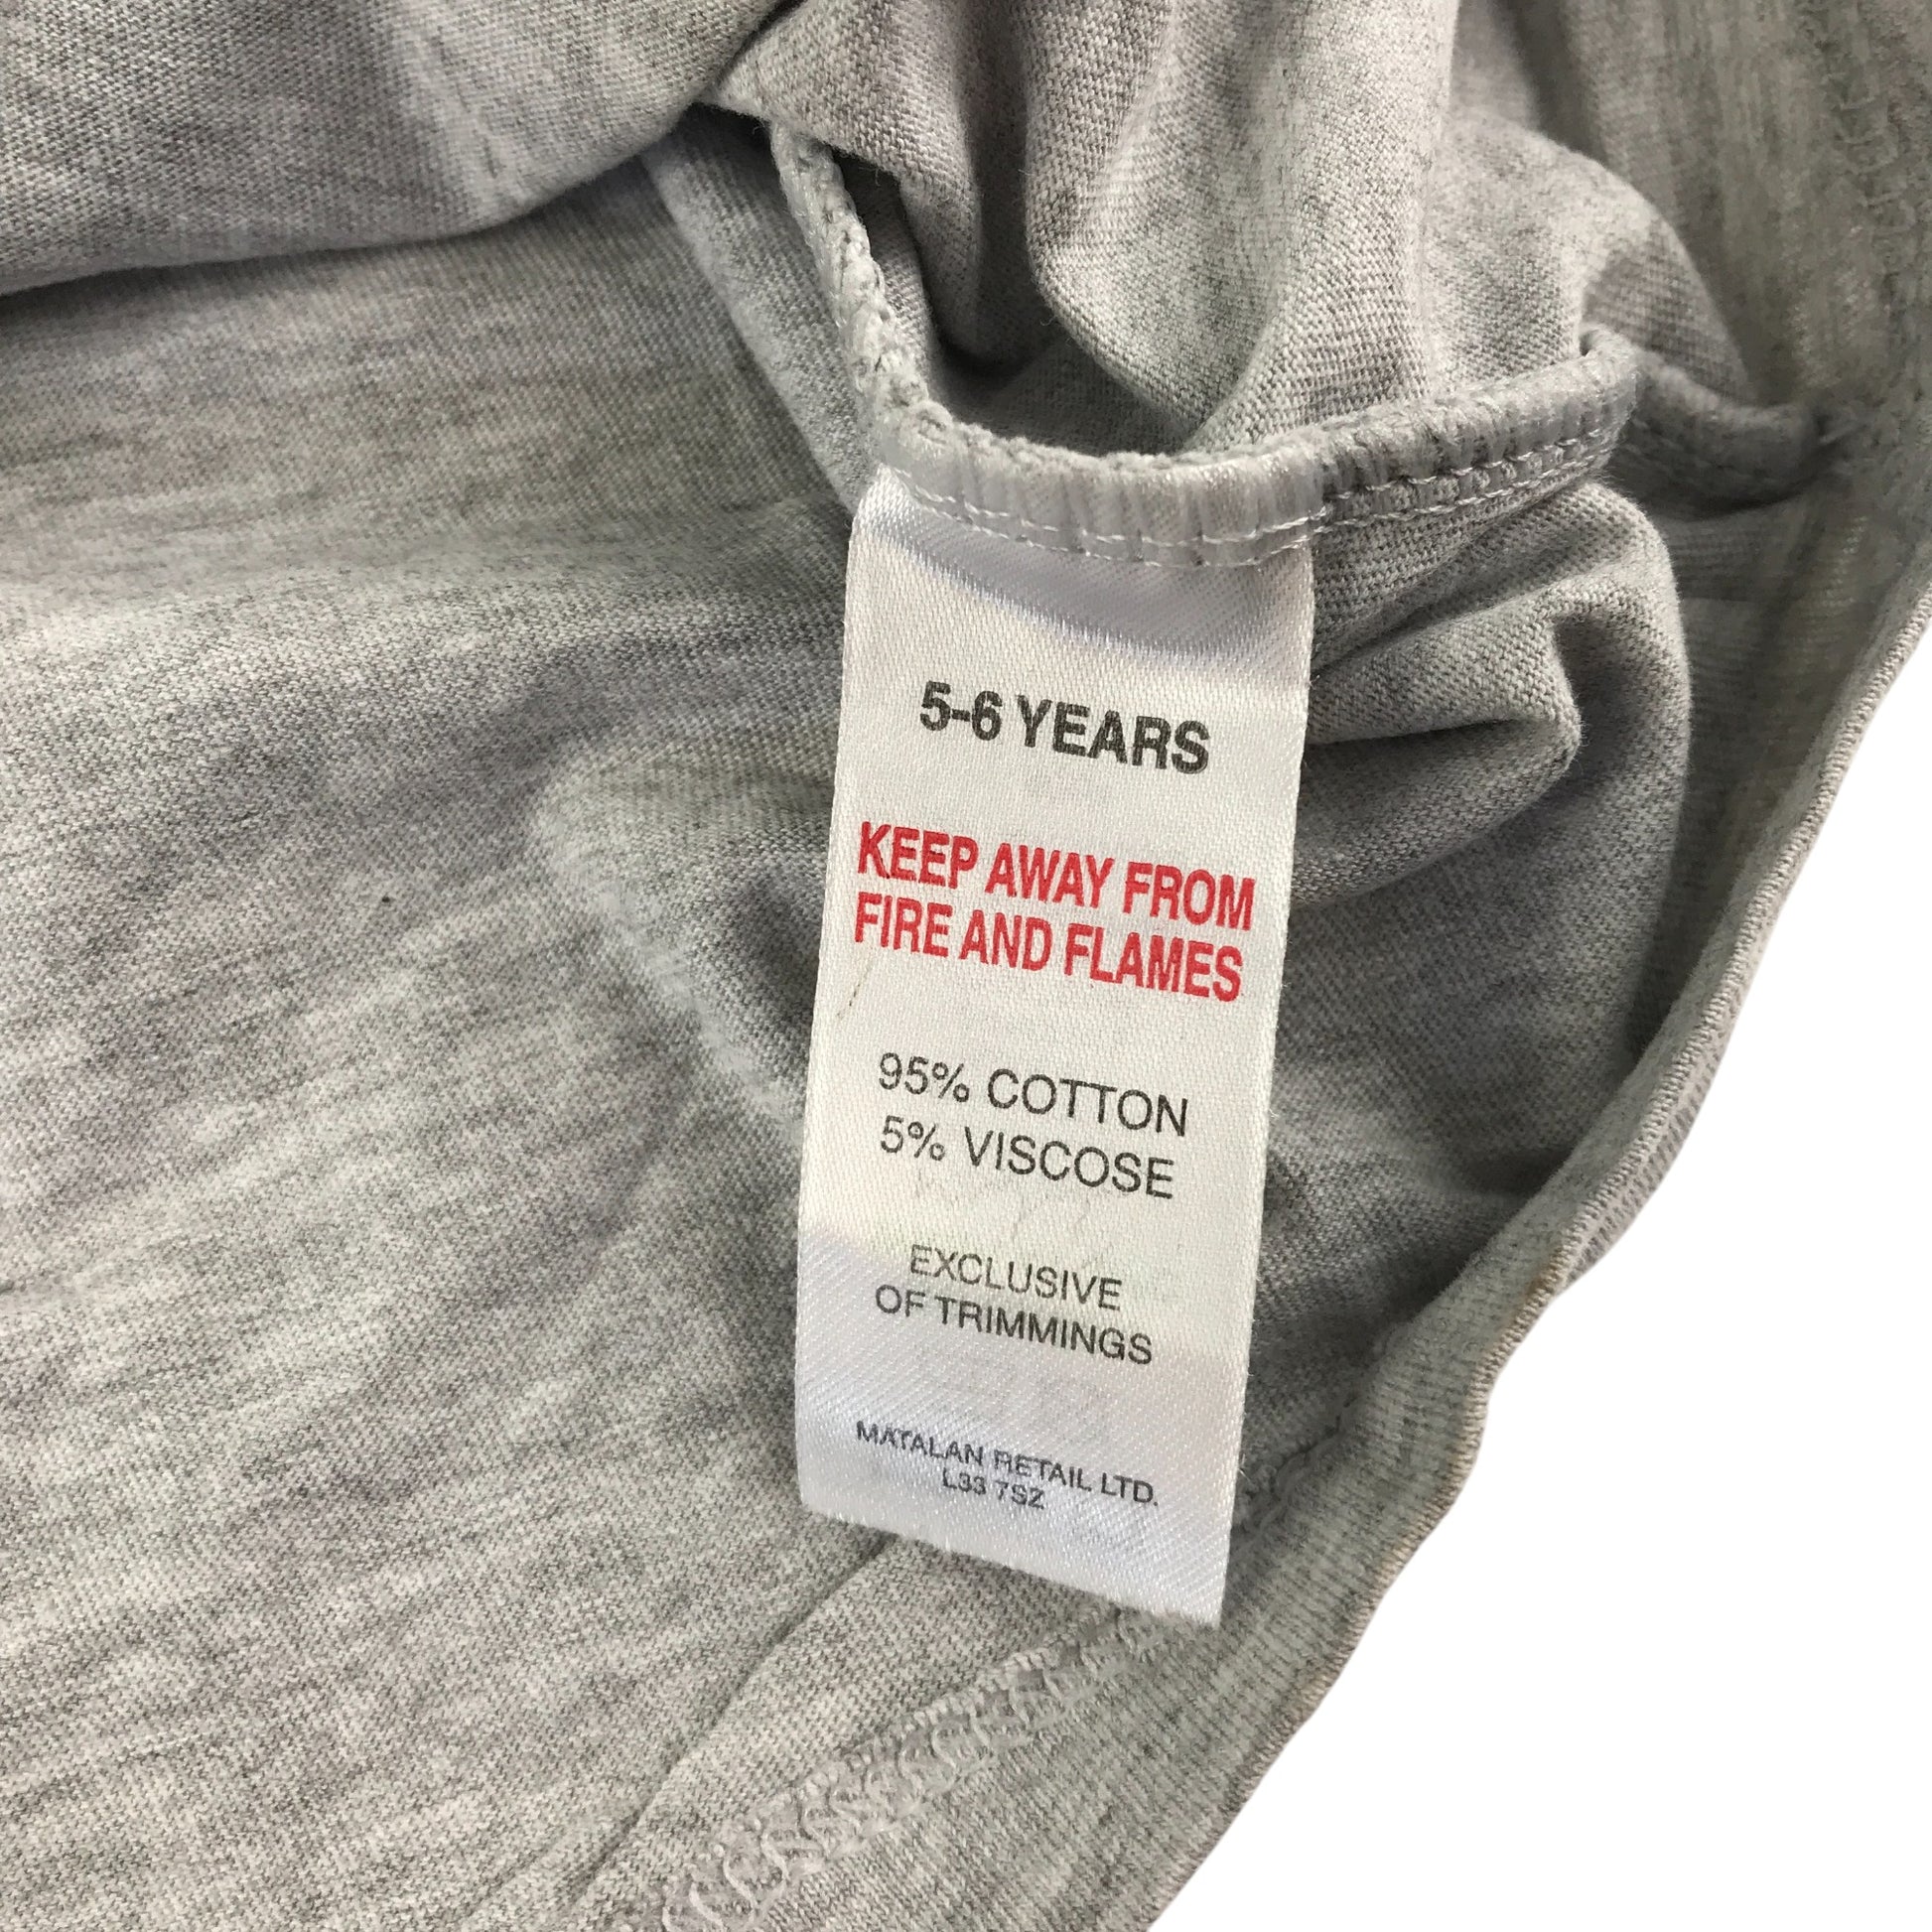 5-6 YEARS
KEEP AWAY FROM
FIRE AND FLAMES
95% COTTON
5% VISCOSE
EXCLUSIVE
OF TRIMMINGS
MATALAN RETAIL LTD.
L33 7SZ